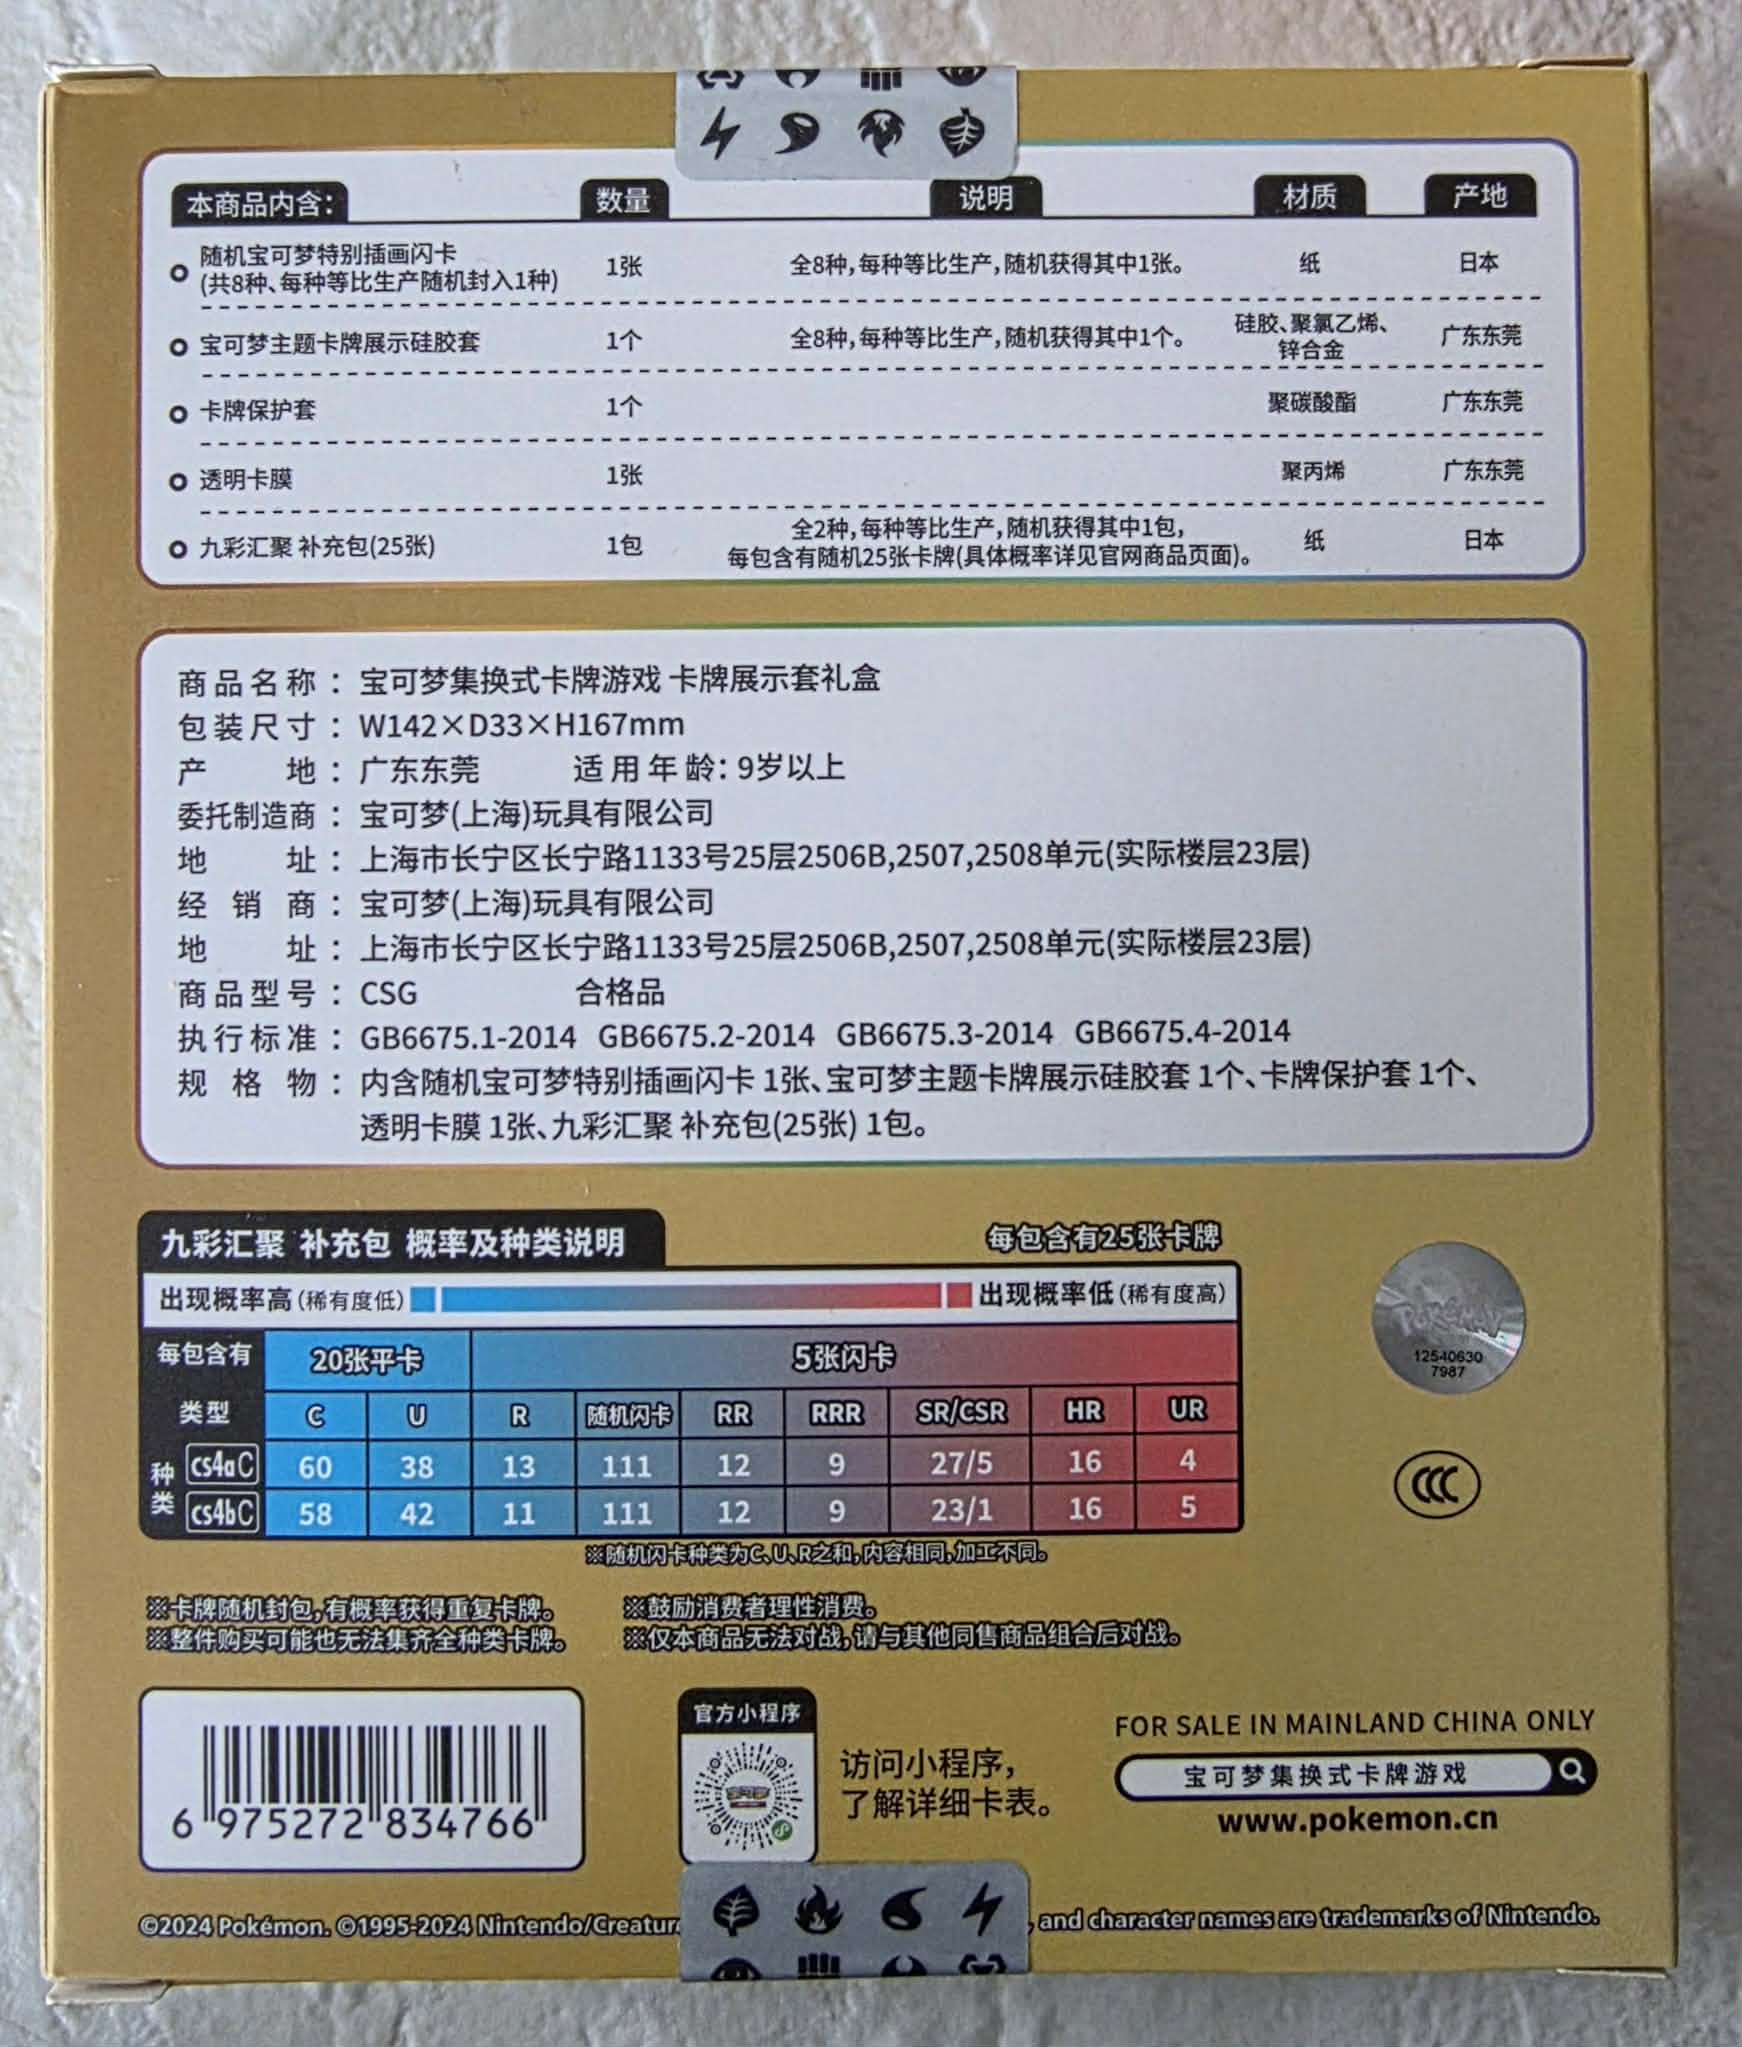 本商品内含： 数量 说明 材质 产地
随机宝可梦特别插画闪卡
(共8种、每种等比生产随机封入1种) 1张 全8种，每种等比生产，随机获得其中1张。 纸 日本
宝可梦主题卡牌展示硅胶套 1个 全8种，每种等比生产，随机获得其中1个。 硅胶、聚氯乙烯、
锌合金 广东东莞
卡牌保护套 1个 聚碳酸酯 广东东莞
透明卡膜 1张 聚丙烯 广东东莞
九彩汇聚 补充包(25张) 1包 全2种，每种等比生产，随机获得其中1包，
每包含有随机25张卡牌(具体概率详见官网商品页面)。 纸 日本
商品名称：宝可梦集换式卡牌游戏 卡牌展示套礼盒
包装尺寸：W142×D33×H167mm
产地：广东东莞 适用年龄：9岁以上
委托制造商：宝可梦(上海)玩具有限公司
地址：上海市长宁区长宁路1133号25层2506B,2507,2508单元(实际楼层23层)
经销商：宝可梦(上海)玩具有限公司
地址：上海市长宁区长宁路1133号25层2506B,2507,2508单元(实际楼层23层)
商品型号：CSG 合格品
执行标准：GB6675.1-2014 GB6675.2-2014 GB6675.3-2014 GB6675.4-2014
规格物：内含随机宝可梦特别插画闪卡 1张、宝可梦主题卡牌展示硅胶套 1个、卡牌保护套 1个、
透明卡膜 1张、九彩汇聚 补充包(25张) 1包。
九彩汇聚 补充包 概率及种类说明 每包含有25张卡牌
出现概率高(稀有度低) 出现概率低(稀有度高)
每包含有 20张平卡 5张闪卡
类型 C U R 随机闪卡 RR RRR SR/CSR HR UR
种类
cs4aC 60 38 13 111 12 9 27/5 16 4
cs4bC 58 42 11 111 12 9 23/1 16 5
※随机闪卡种类为C、U、R之和，内容相同，加工不同。
POKÉMON
12540630
7987
CCC
※卡牌随机封包，有概率获得重复卡牌。 ※鼓励消费者理性消费。
※整件购买可能也无法集齐全种类卡牌。 ※仅本商品无法对战，请与其他同售商品组合后对战。
6 975272 834766
官方小程序
访问小程序，
了解详细卡表。
FOR SALE IN MAINLAND CHINA ONLY
宝可梦集换式卡牌游戏
www.pokemon.cn
©2024 Pokémon. ©1995-2024 Nintendo/Creatur , and character names are trademarks of Nintendo.